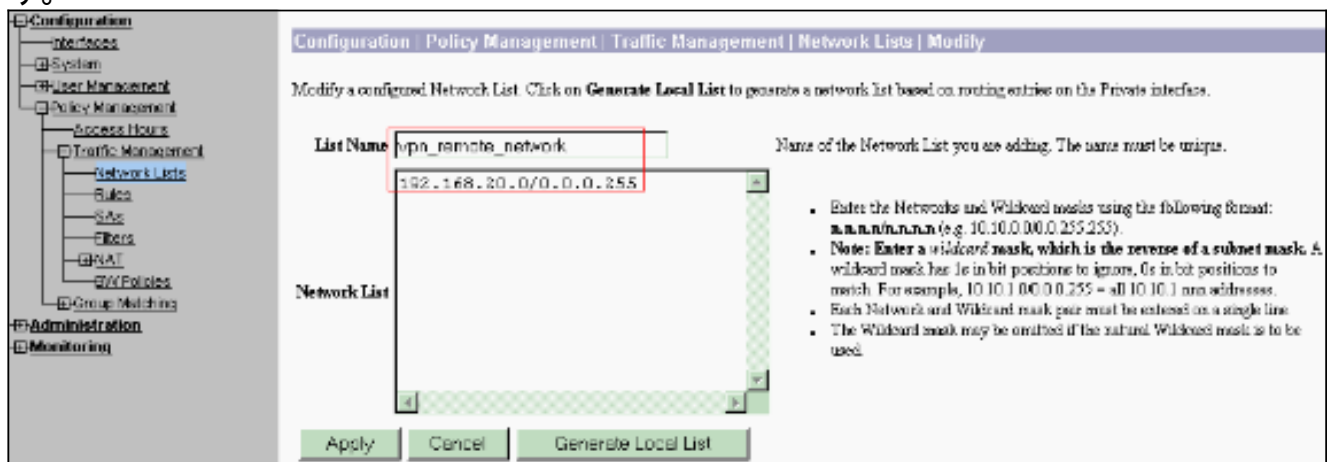 す。
Configuration
Interfaces
System
User Management
Policy Management
Access Hours
Traffic Management
Network Lists
Rules
SAs
Filters
NAT
BW Policies
Group Matching
Administration
Monitoring
Configuration | Policy Management | Traffic Management | Network Lists | Modify
Modify a configured Network List. Click on Generate Local List to generate a network list based on routing entries on the Private interface.
List Name vpn_remote_network Name of the Network List you are adding. The name must be unique.
192.168.20.0/0.0.0.255
Network List
• Enter the Networks and Wildcard masks using the following format:
n.n.n.n/n.n.n.n (e.g. 10.10.0.0/0.0.255.255).
• Note: Enter a wildcard mask, which is the reverse of a subnet mask. A
wildcard mask has 1s in bit positions to ignore, 0s in bit positions to
match. For example, 10.10.1.0/0.0.0.255 = all 10.10.1.nnn addresses.
• Each Network and Wildcard mask pair must be entered on a single line.
• The Wildcard mask may be omitted if the natural Wildcard mask is to be
used.
Apply Cancel Generate Local List